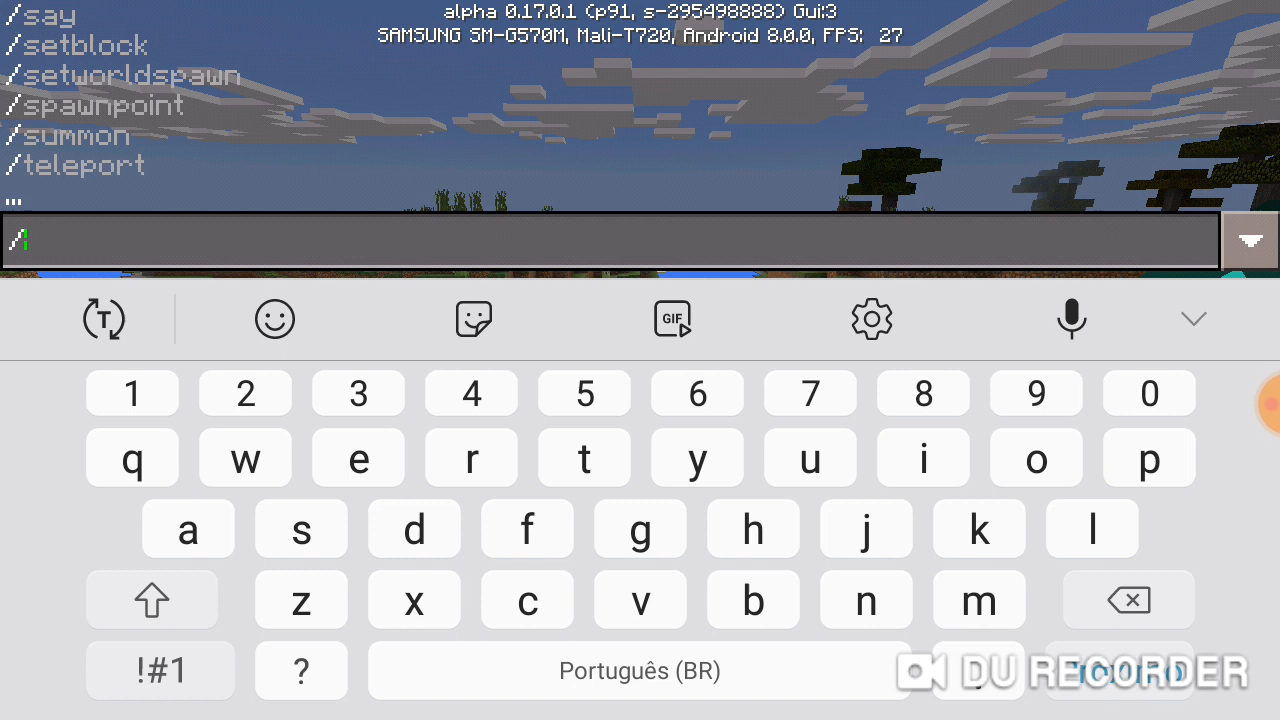 /say
alpha 0.17.0.1 (p91, s-295498888) Gui:3
/setblock
SAMSUNG SM-G570M, Mali-T720, Android 8.0.0, FPS: 27
/setworldspawn
/spawnpoint
/summon
/teleport
...
/
T
GIF
1 2 3 4 5 6 7 8 9 0
q w e r t y u i o p
a s d f g h j k l
z x c v b n m
!#1 ? Português (BR)
DU RECORDER